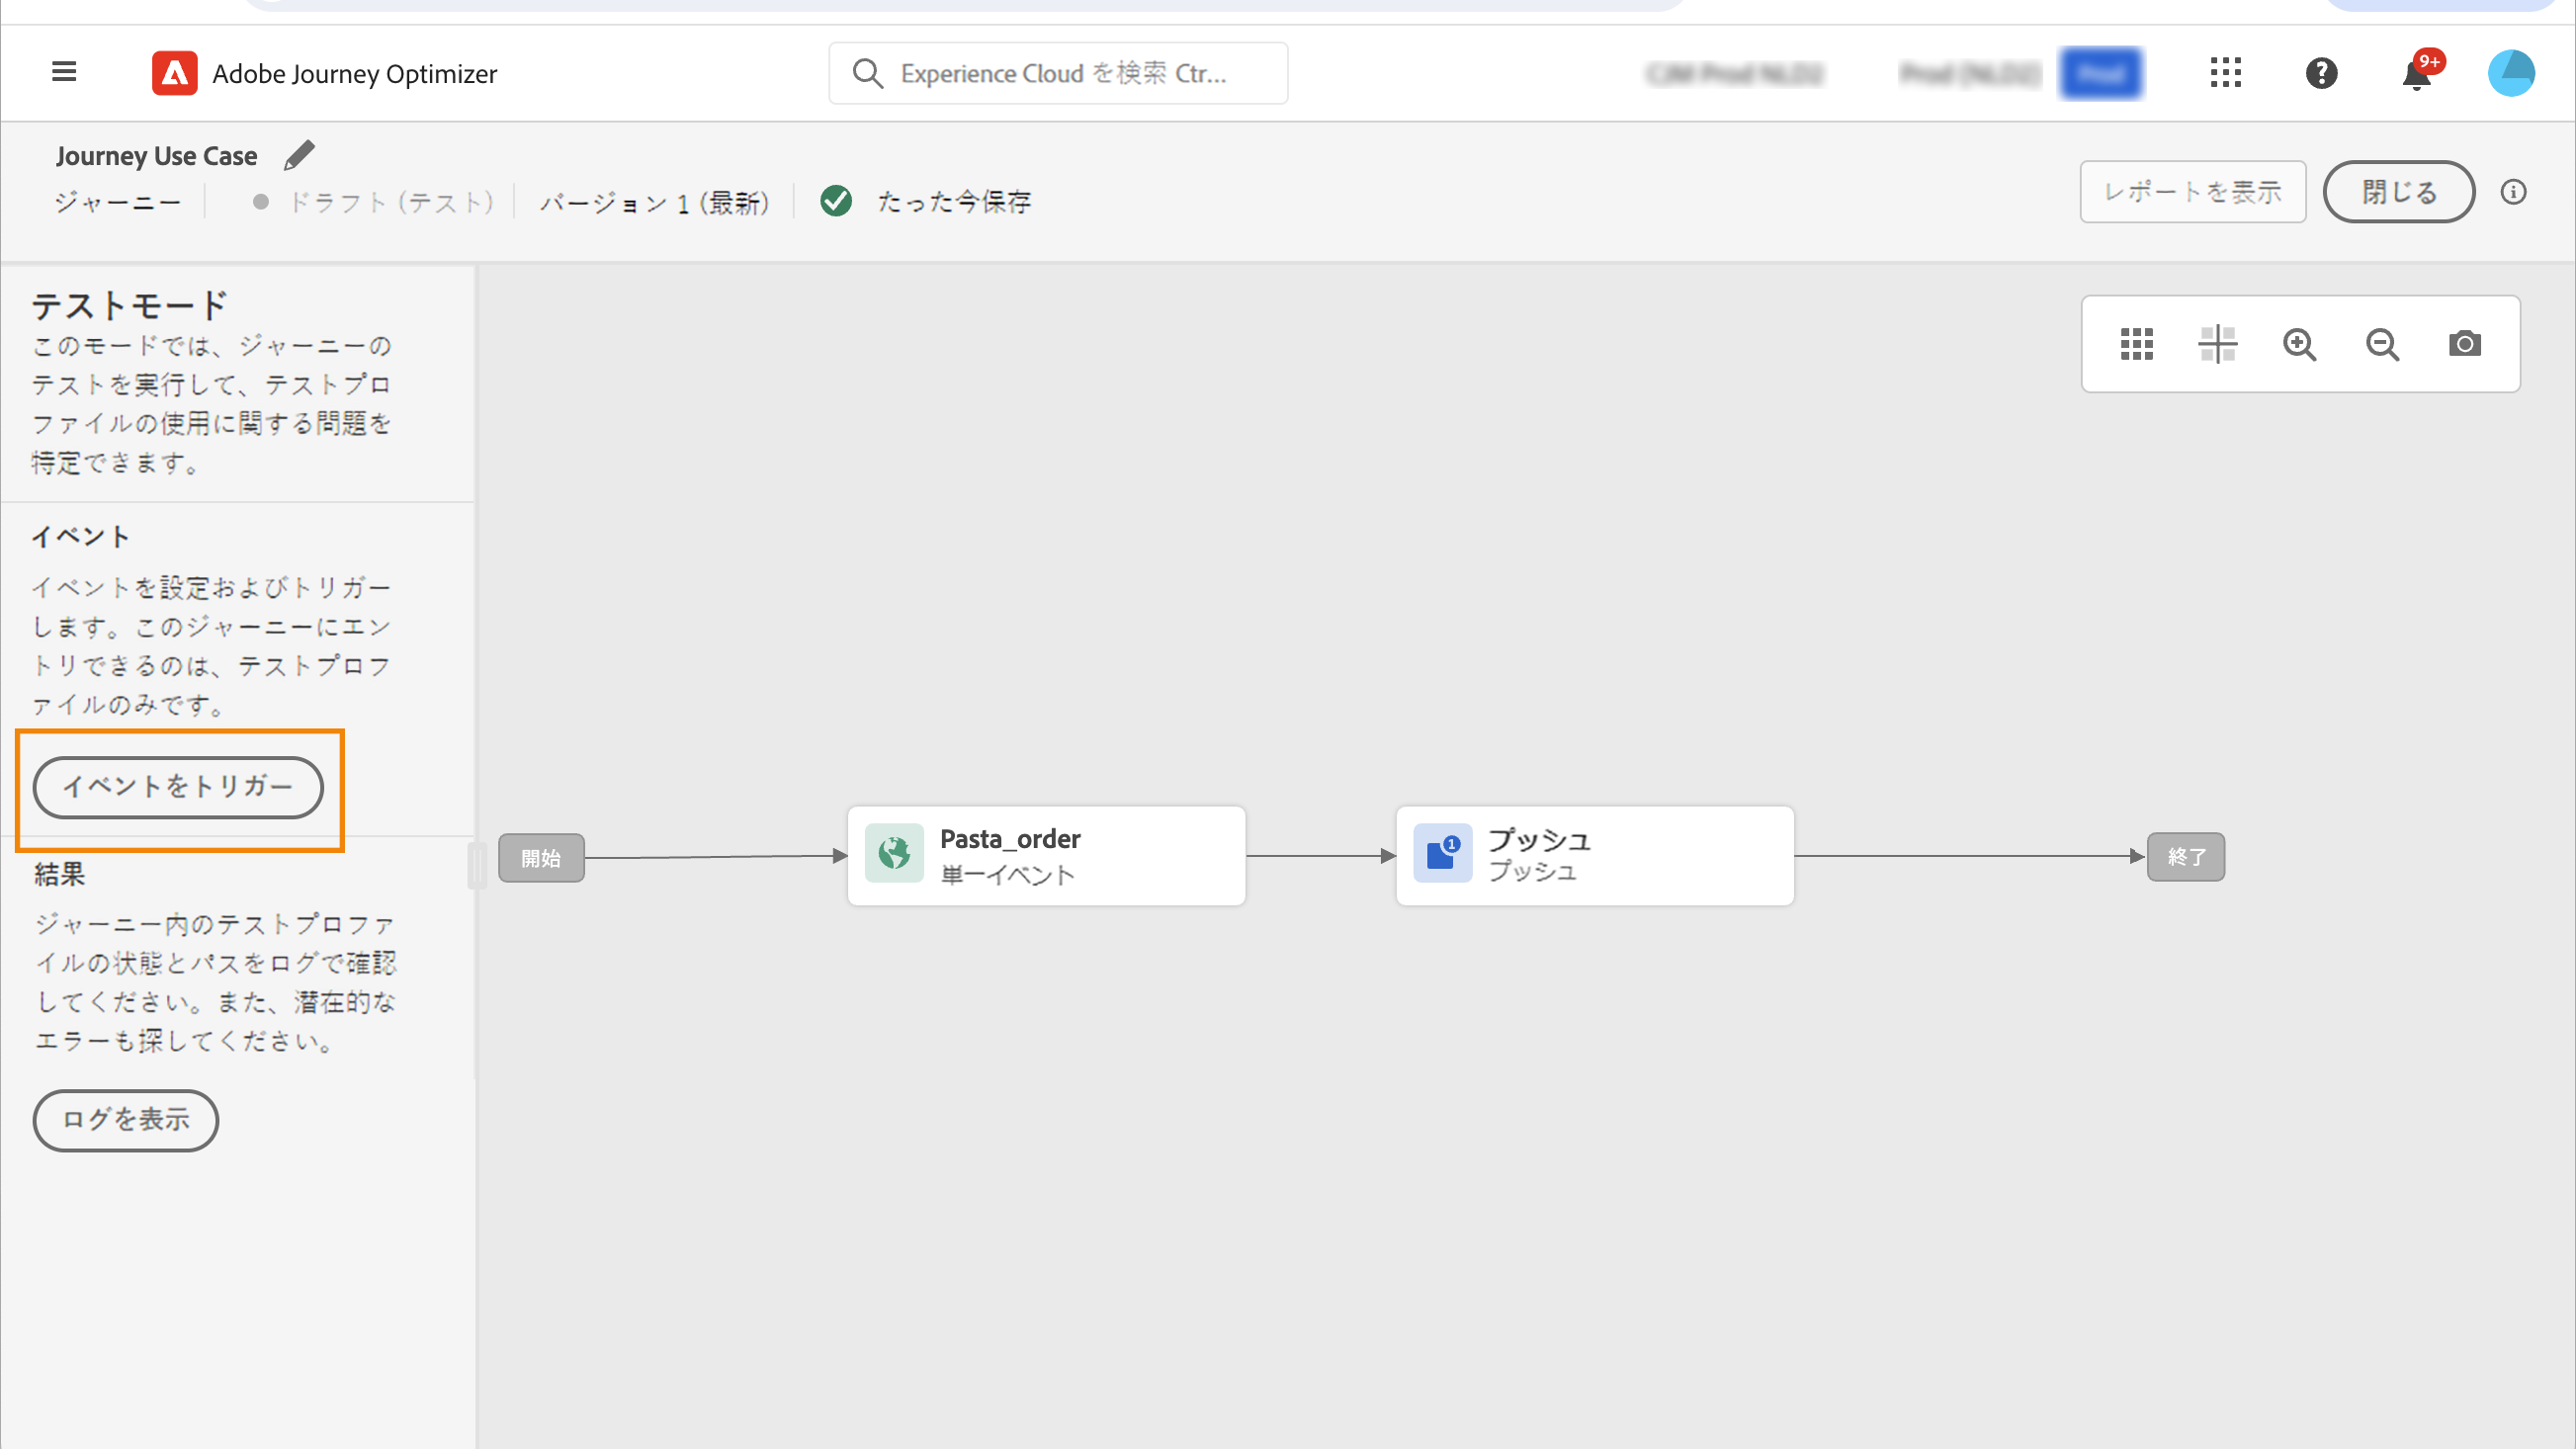 Adobe Journey Optimizer
Experience Cloud を検索 Ctr...
9+
Journey Use Case
ジャーニー
ドラフト (テスト)
バージョン 1 (最新)
たった今保存
レポートを表示
閉じる
テストモード
このモードでは、ジャーニーの
テストを実行して、テストプロ
ファイルの使用に関する問題を
特定できます。
イベント
イベントを設定およびトリガー
します。このジャーニーにエン
トリできるのは、テストプロフ
ァイルのみです。
イベントをトリガー
結果
ジャーニー内のテストプロファ
イルの状態とパスをログで確認
してください。また、潜在的な
エラーも探してください。
ログを表示
開始
Pasta_order
単一イベント
1
プッシュ
プッシュ
終了